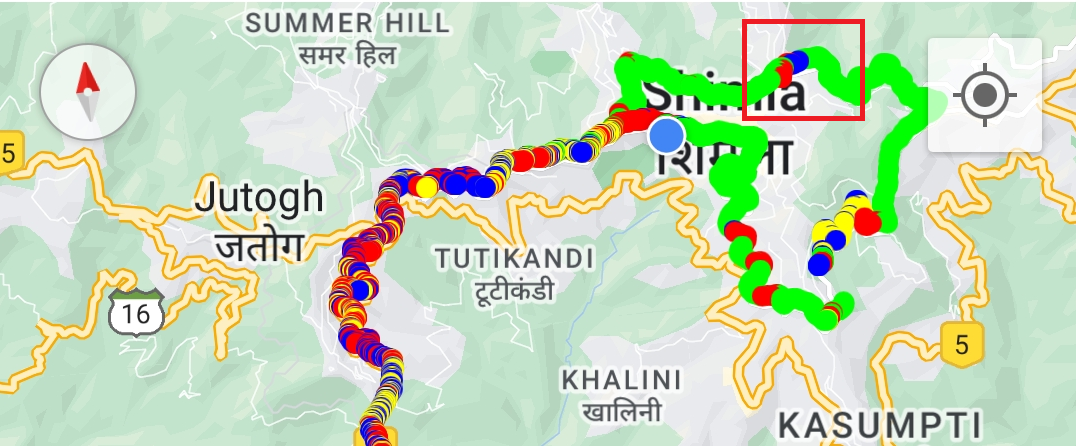 SUMMER HILL
समर हिल
5
Shimla
शिमला
Jutogh
जतोग
TUTIKANDI
टूटीकंडी
16
5
KHALINI
खालिनी
KASUMPTI